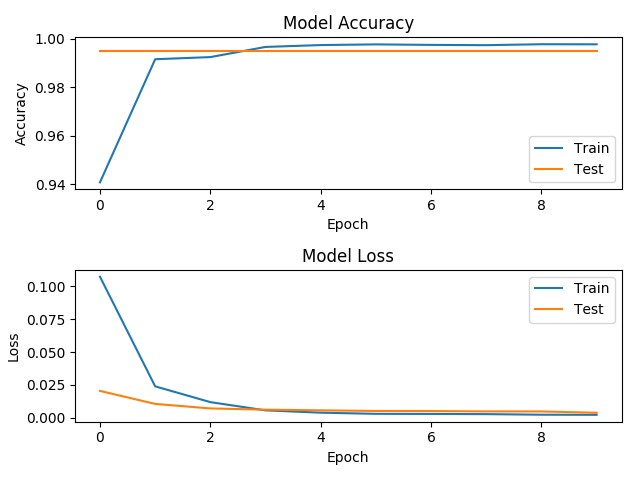 Model Accuracy
1.00
0.98
0.96
0.94
Accuracy
Train
Test
0 2 4 6 8
Epoch
Model Loss
0.100
0.075
0.050
0.025
0.000
Loss
Train
Test
0 2 4 6 8
Epoch